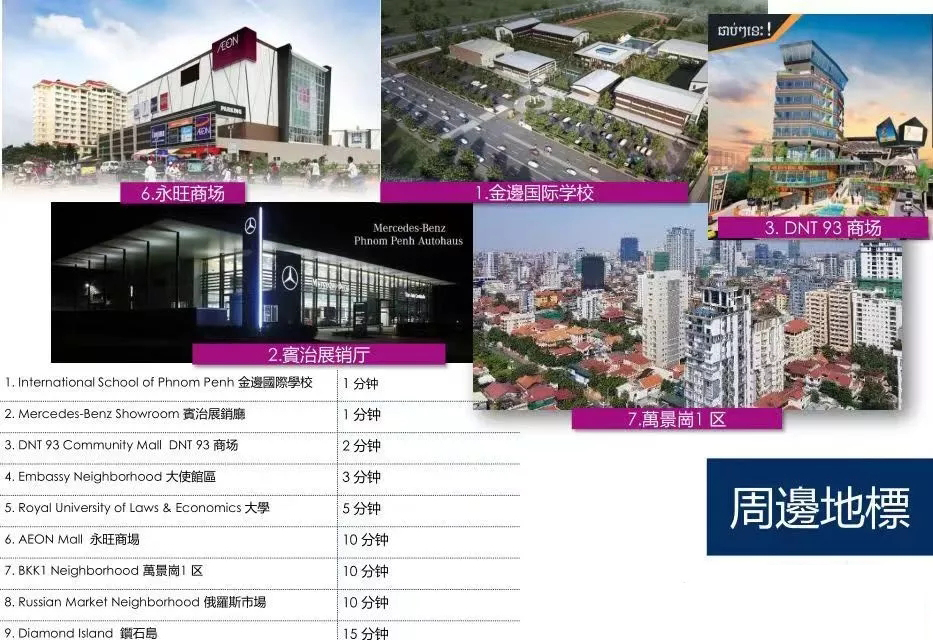 ÆON
PARKING
ÆON
6.永旺商场
1.金邊国际学校
ឆាប់ៗនេះ!
3. DNT 93 商场
Mercedes-Benz
Phnom Penh Autohaus
Mercedes-Benz
2.賓治展销厅
7.萬景崗1 区
周邊地標
1. International School of Phnom Penh 金邊國際學校 1 分钟
2. Mercedes-Benz Showroom 賓治展銷廳 1 分钟
3. DNT 93 Community Mall DNT 93 商场 2 分钟
4. Embassy Neighborhood 大使館區 3 分钟
5. Royal University of Laws & Economics 大學 5 分钟
6. AEON Mall 永旺商場 10 分钟
7. BKK1 Neighborhood 萬景崗1 区 10 分钟
8. Russian Market Neighborhood 俄羅斯市場 10 分钟
9. Diamond Island 鑽石島 15 分钟